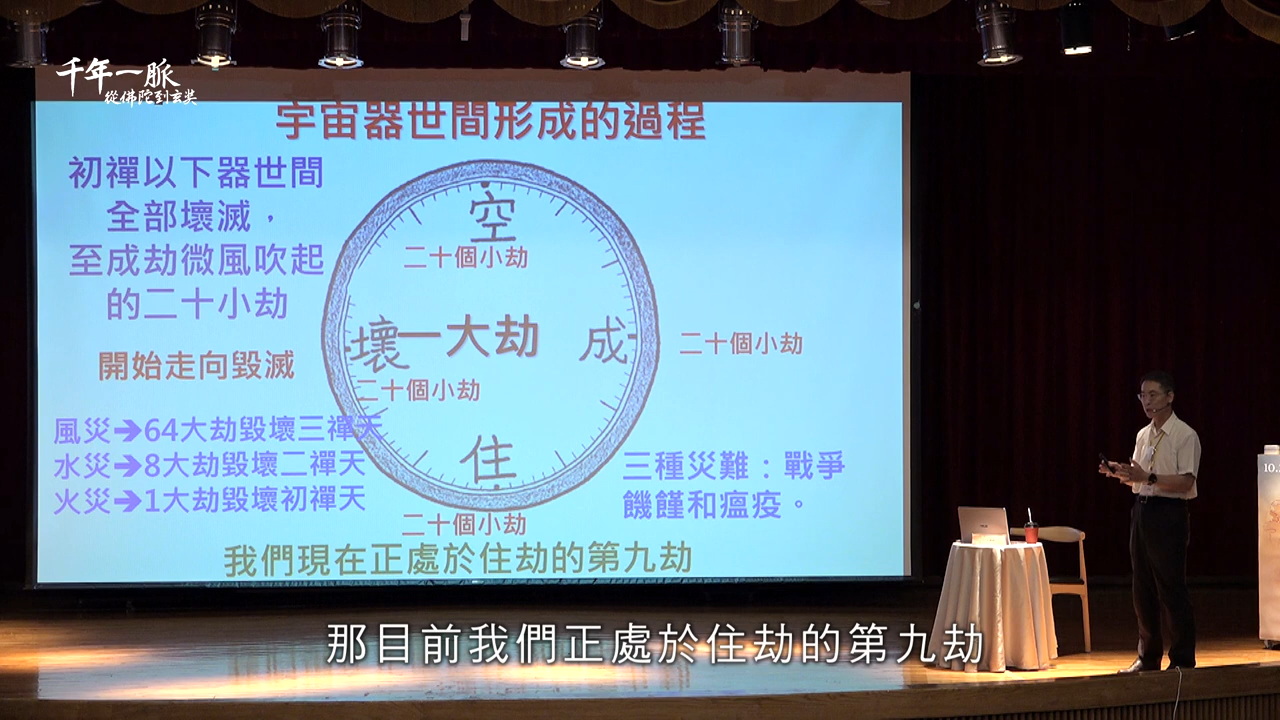 千年一脈
從佛陀到玄奘
宇宙器世間形成的過程
初禪以下器世間
全部壞滅，
至成劫微風吹起
的二十小劫
開始走向毀滅
風災➔64大劫毀壞三禪天
水災➔8大劫毀壞二禪天
火災➔1大劫毀壞初禪天
空
二十個小劫
壞
一大劫
成
二十個小劫
二十個小劫
住
二十個小劫
三種災難：戰爭
饑饉和瘟疫。
我們現在正處於住劫的第九劫
10.
那目前我們正處於住劫的第九劫